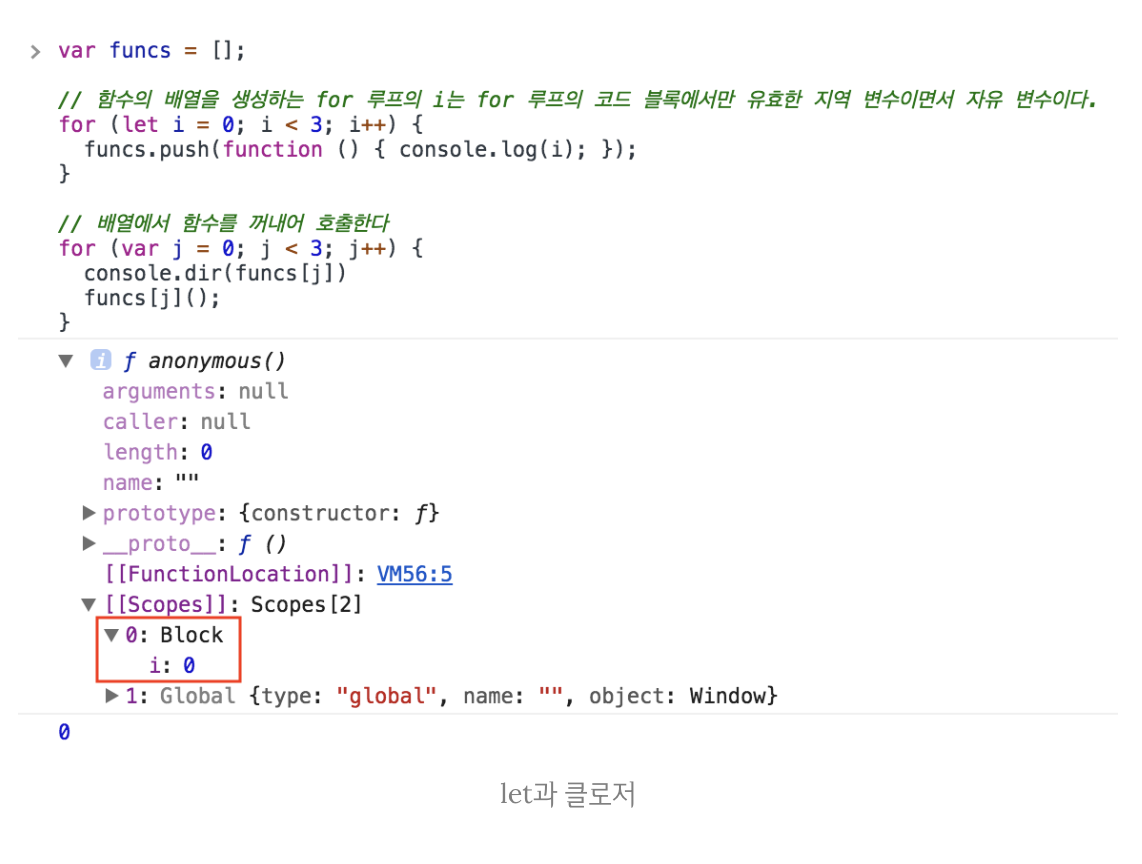 > var funcs = [];
// 함수의 배열을 생성하는 for 루프의 i는 for 루프의 코드 블록에서만 유효한 지역 변수이면서 자유 변수이다.
for (let i = 0; i < 3; i++) {
  funcs.push(function () { console.log(i); });
}
// 배열에서 함수를 꺼내어 호출한다
for (var j = 0; j < 3; j++) {
  console.dir(funcs[j])
  funcs[j]();
}
▼ i ƒ anonymous()
arguments: null
caller: null
length: 0
name: ""
▶ prototype: {constructor: ƒ}
▶ __proto__: ƒ ()
[[FunctionLocation]]: VM56:5
▼ [[Scopes]]: Scopes[2]
▼ 0: Block
i: 0
▶ 1: Global {type: "global", name: "", object: Window}
0
let과 클로저